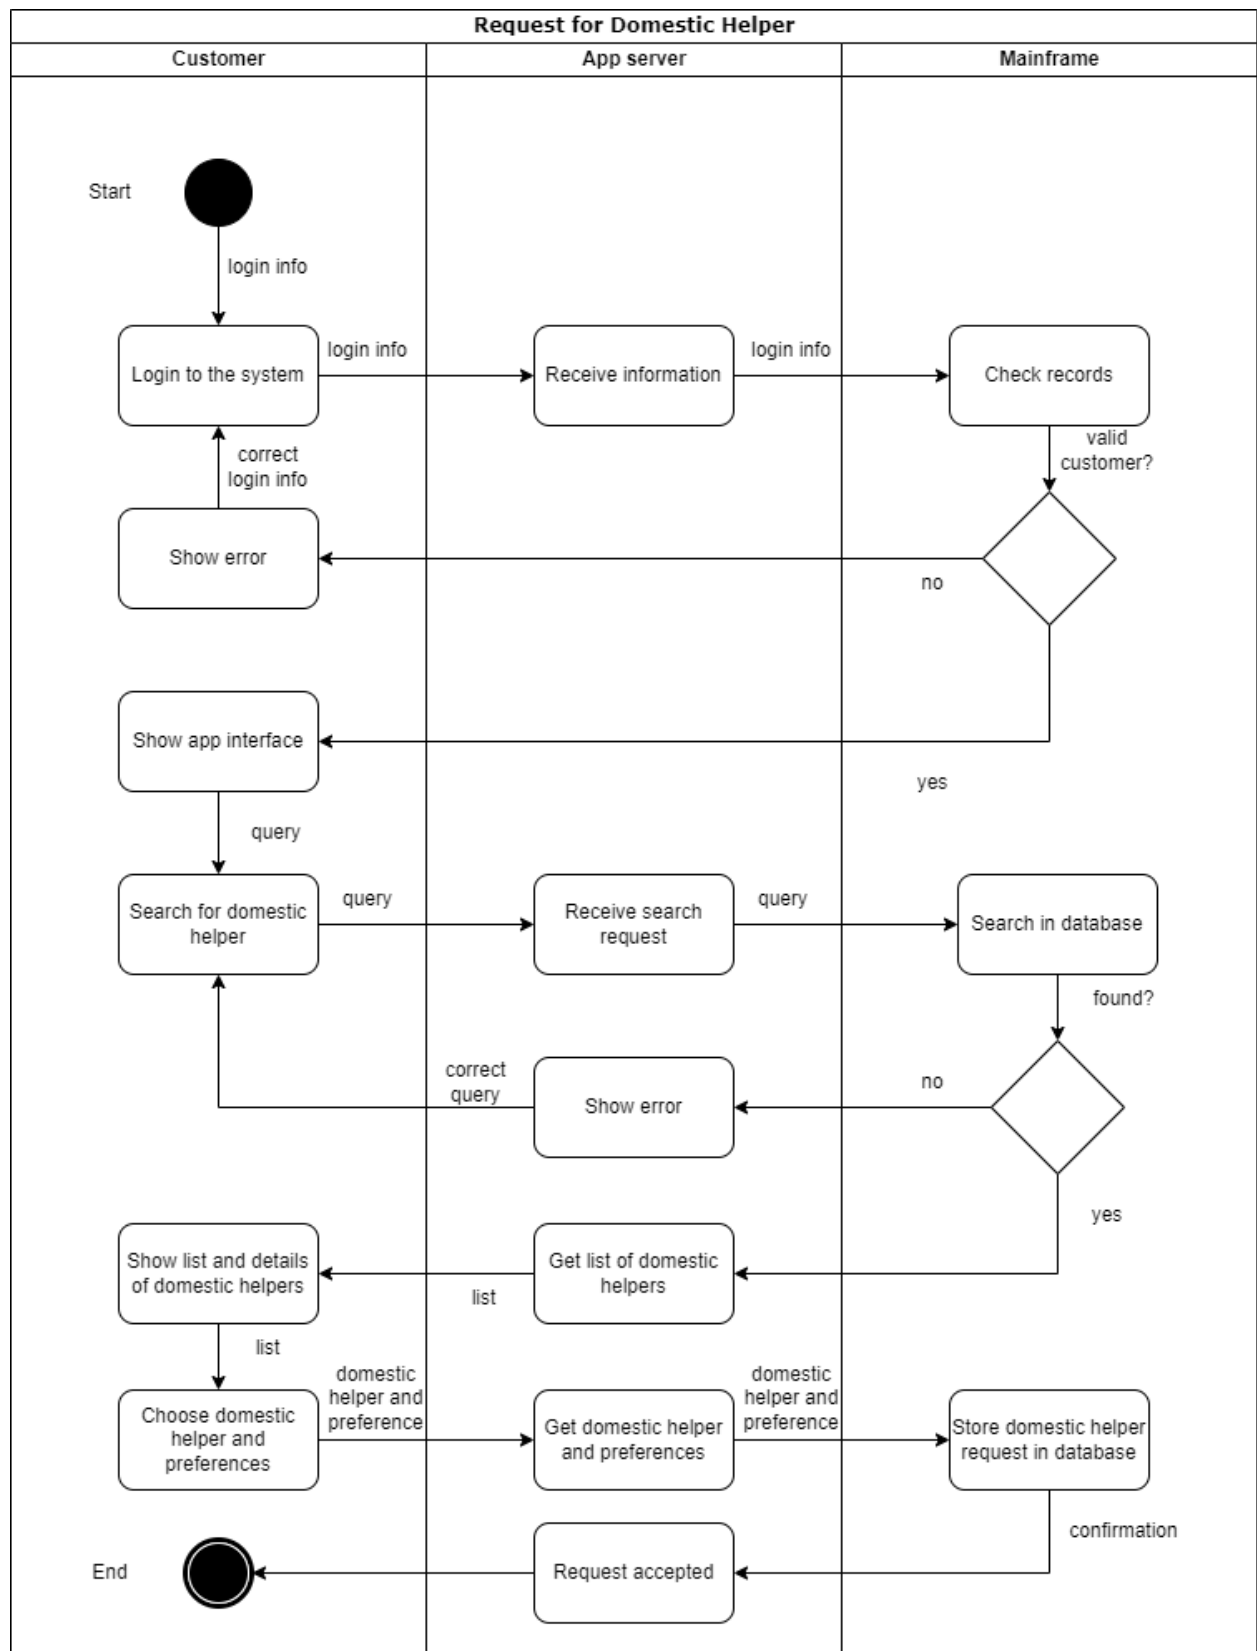 Request for Domestic Helper
Customer
App server
Mainframe
Start
login info
login info
login info
Login to the system
Receive information
Check records
correct
login info
valid
customer?
Show error
no
Show app interface
yes
query
query
query
Search for domestic
helper
Receive search
request
Search in database
found?
correct
query
Show error
no
yes
Show list and details
of domestic helpers
Get list of domestic
helpers
list
list
domestic
helper and
preference
domestic
helper and
preference
Choose domestic
helper and
preferences
Get domestic helper
and preferences
Store domestic helper
request in database
confirmation
End
Request accepted